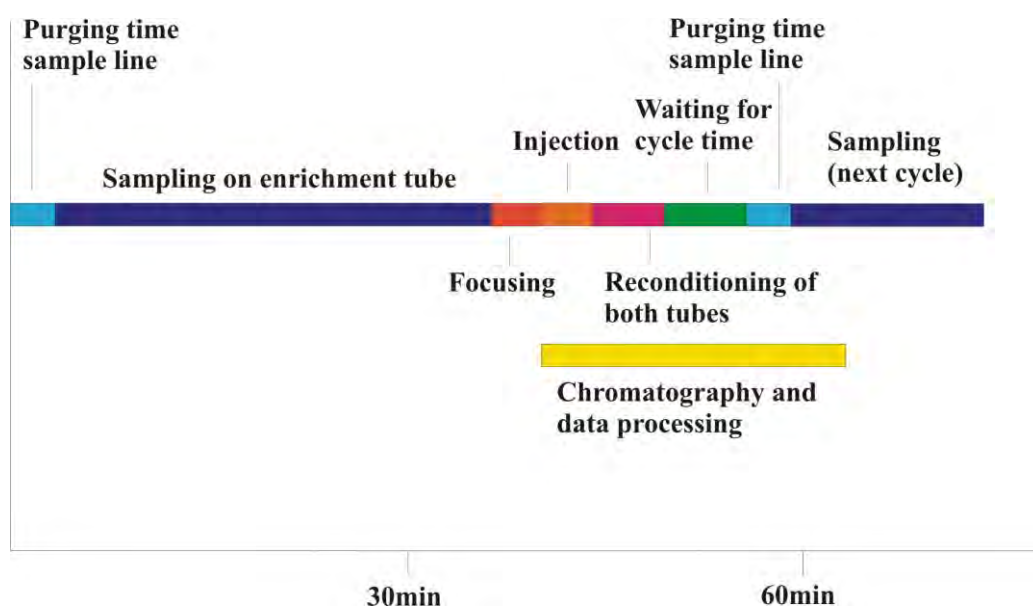 Purging time
sample line
Purging time
sample line
Injection
Waiting for
cycle time
Sampling
(next cycle)
Sampling on enrichment tube
Focusing
Reconditioning of
both tubes
Chromatography and
data processing
30min
60min